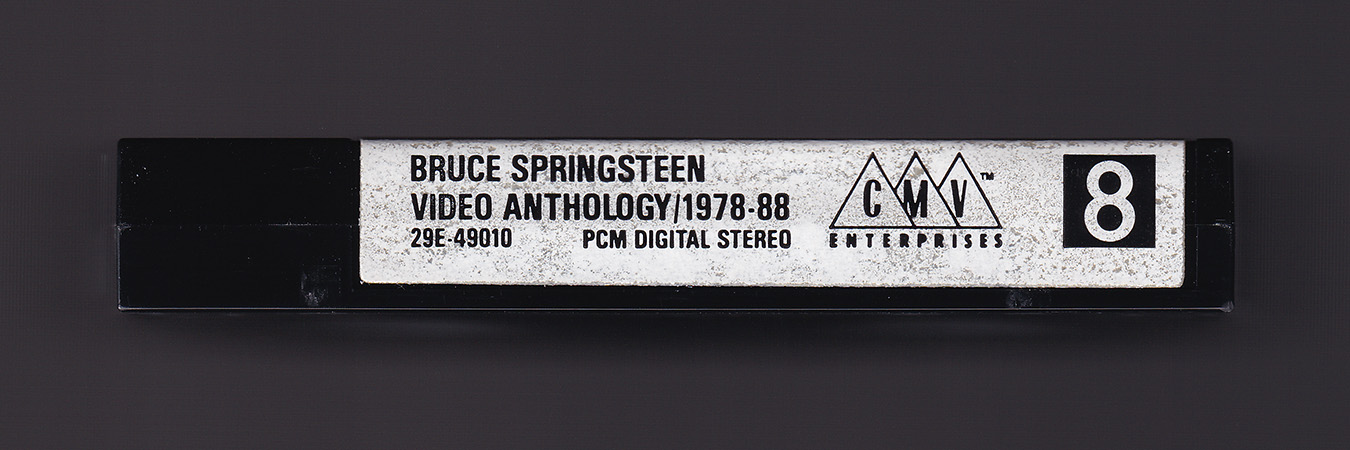 BRUCE SPRINGSTEEN
VIDEO ANTHOLOGY/1978-88
29E-49010 PCM DIGITAL STEREO
CMV™
ENTERPRISES
8